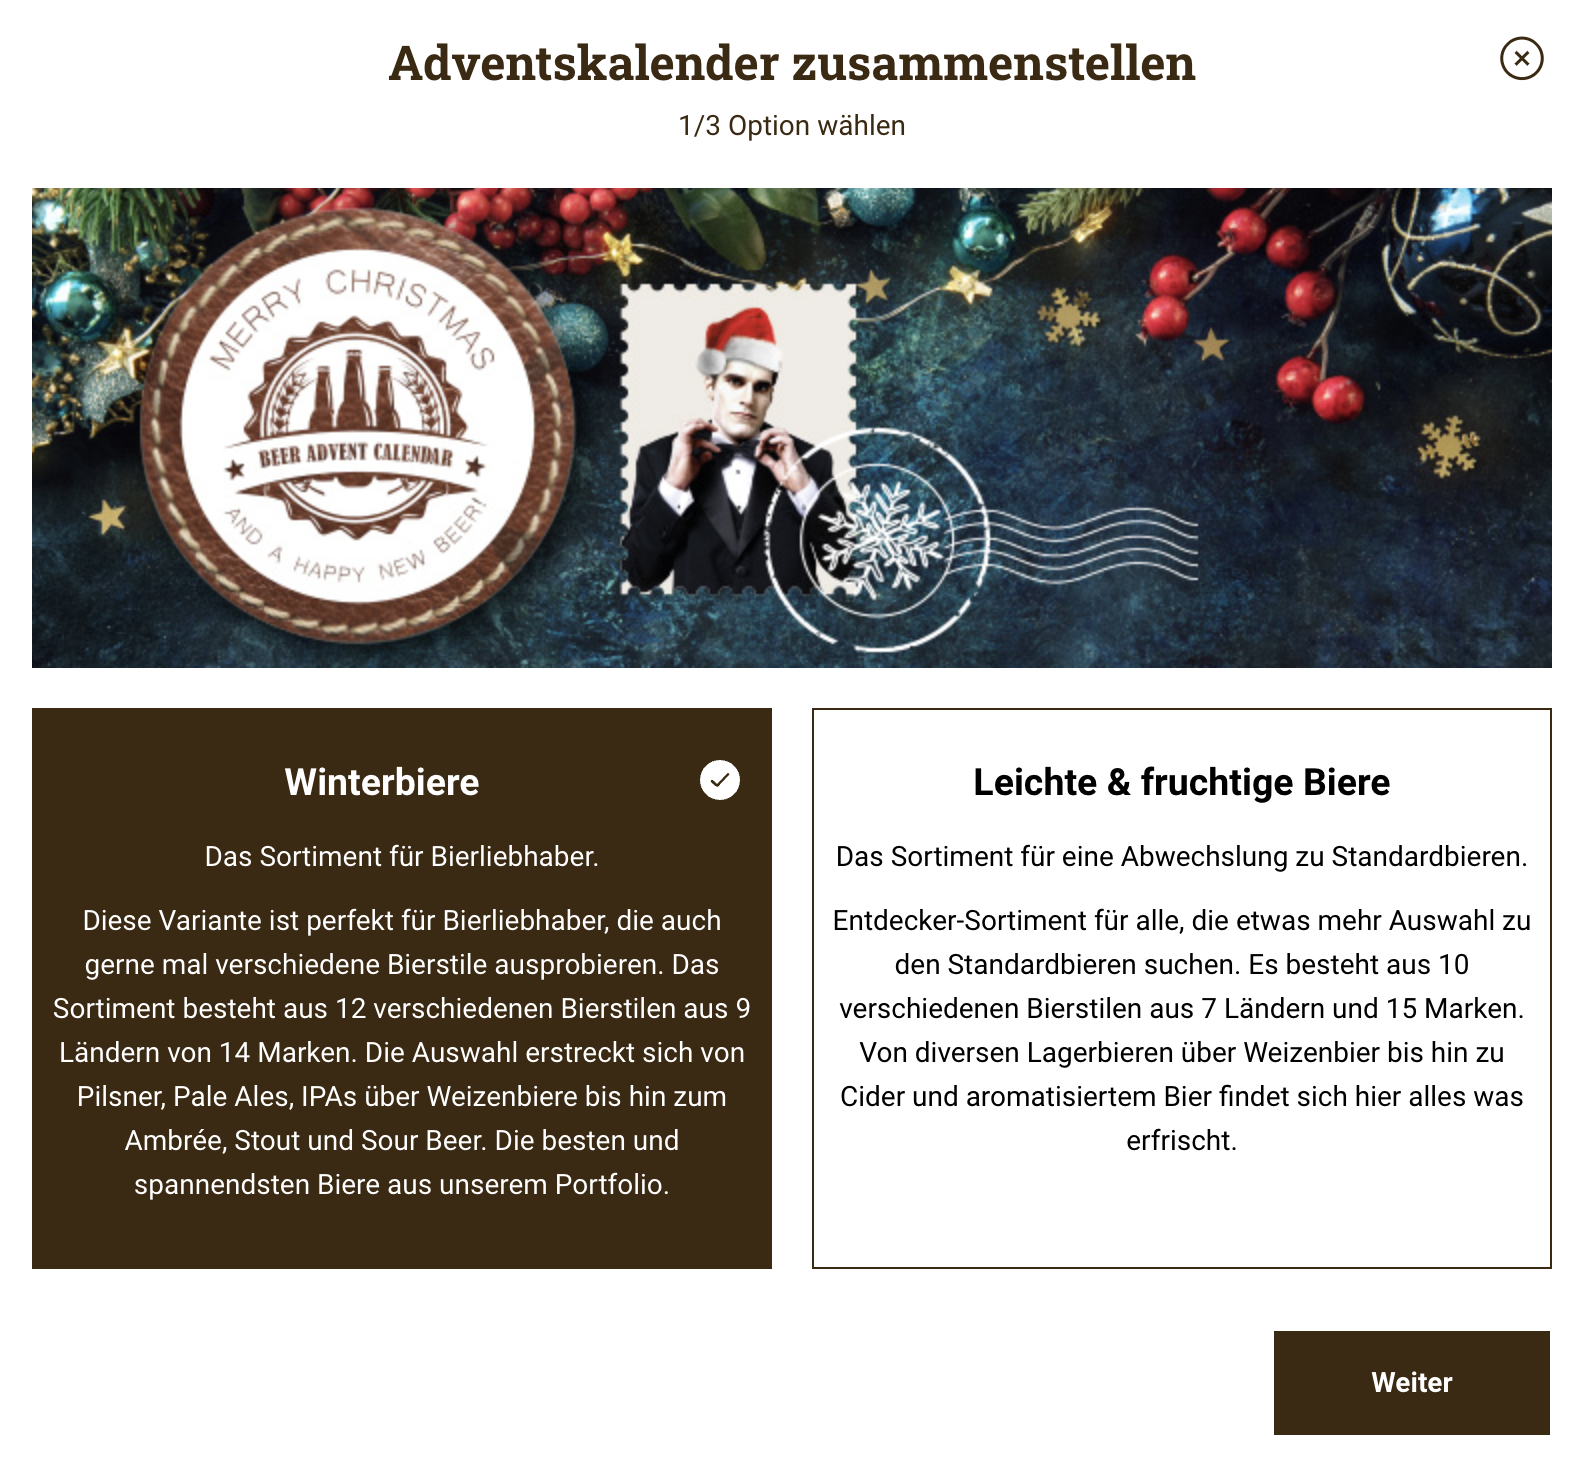 Adventskalender zusammenstellen
1/3 Option wählen
MERRY CHRISTMAS
BEER ADVENT CALENDAR
AND A HAPPY NEW BEER!
Winterbiere
Das Sortiment für Bierliebhaber.
Diese Variante ist perfekt für Bierliebhaber, die auch
gerne mal verschiedene Bierstile ausprobieren. Das
Sortiment besteht aus 12 verschiedenen Bierstilen aus 9
Ländern von 14 Marken. Die Auswahl erstreckt sich von
Pilsner, Pale Ales, IPAs über Weizenbiere bis hin zum
Ambrée, Stout und Sour Beer. Die besten und
spannendsten Biere aus unserem Portfolio.
Leichte & fruchtige Biere
Das Sortiment für eine Abwechslung zu Standardbieren.
Entdecker-Sortiment für alle, die etwas mehr Auswahl zu
den Standardbieren suchen. Es besteht aus 10
verschiedenen Bierstilen aus 7 Ländern und 15 Marken.
Von diversen Lagerbieren über Weizenbier bis hin zu
Cider und aromatisiertem Bier findet sich hier alles was
erfrischt.
Weiter